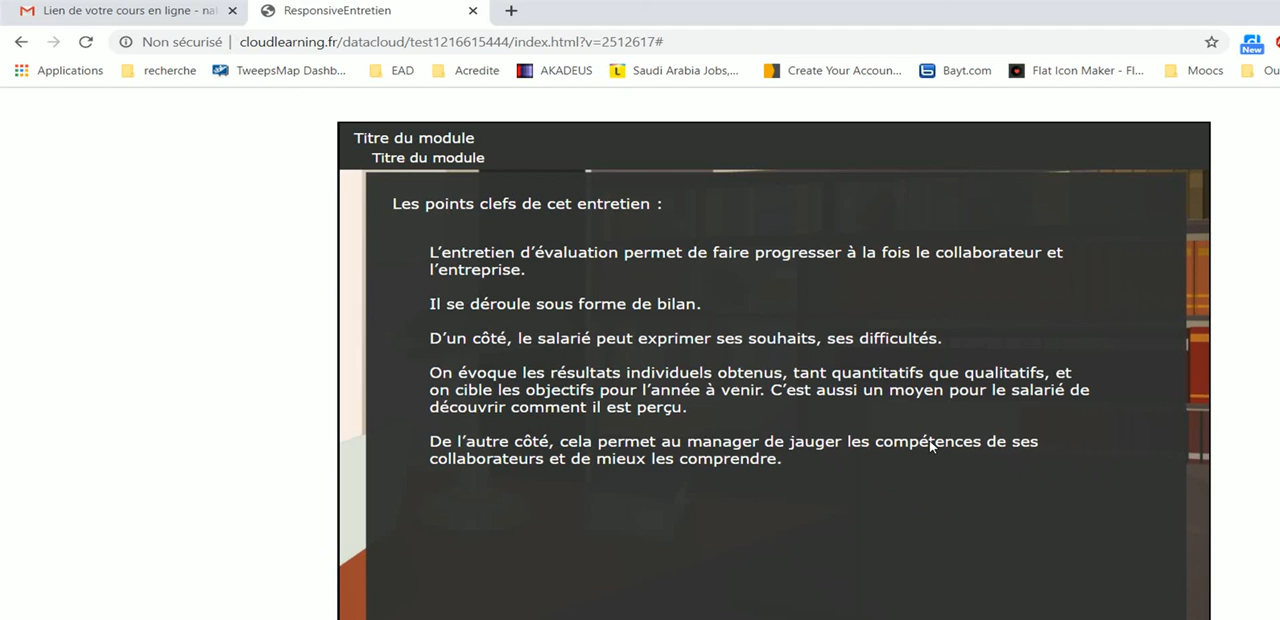 Lien de votre cours en ligne - nal
ResponsiveEntretien
Non sécurisé | cloudlearning.fr/datacloud/test1216615444/index.html?v=2512617#
New
Applications recherche TweepsMap Dashb... EAD Acredite AKADEUS Saudi Arabia Jobs,... Create Your Accoun... Bayt.com Flat Icon Maker - Fl... Moocs Ou
Titre du module
Titre du module
Les points clefs de cet entretien :
L'entretien d'évaluation permet de faire progresser à la fois le collaborateur et
l'entreprise.
Il se déroule sous forme de bilan.
D'un côté, le salarié peut exprimer ses souhaits, ses difficultés.
On évoque les résultats individuels obtenus, tant quantitatifs que qualitatifs, et
on cible les objectifs pour l'année à venir. C'est aussi un moyen pour le salarié de
découvrir comment il est perçu.
De l'autre côté, cela permet au manager de jauger les compétences de ses
collaborateurs et de mieux les comprendre.